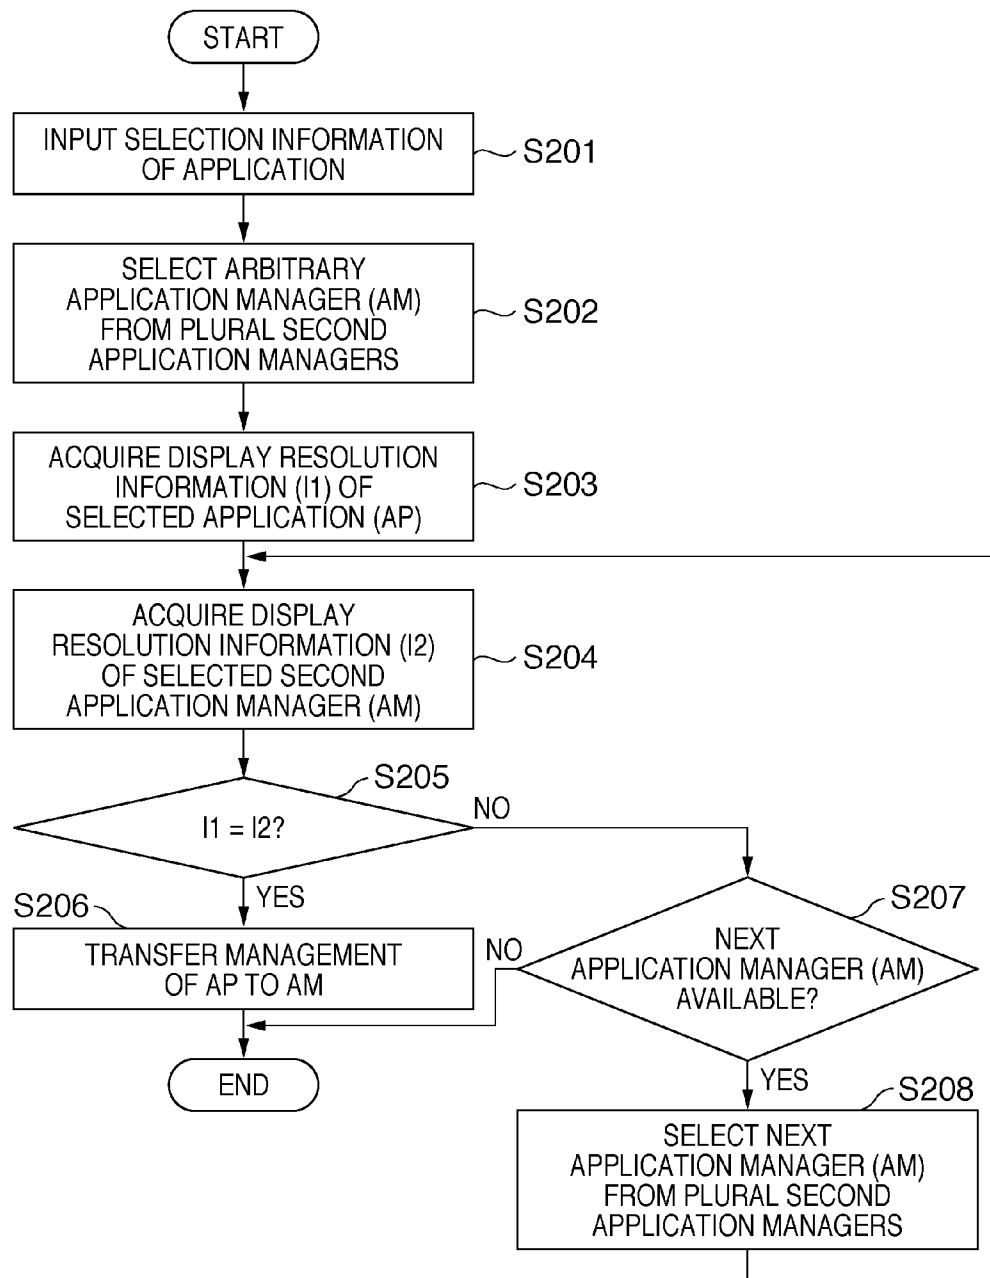 START
INPUT SELECTION INFORMATION
OF APPLICATION
S201
SELECT ARBITRARY
APPLICATION MANAGER (AM)
FROM PLURAL SECOND
APPLICATION MANAGERS
S202
ACQUIRE DISPLAY RESOLUTION
INFORMATION (I1) OF
SELECTED APPLICATION (AP)
S203
ACQUIRE DISPLAY
RESOLUTION INFORMATION (I2)
OF SELECTED SECOND
APPLICATION MANAGER (AM)
S204
S205
I1 = I2?
NO
YES
S206
TRANSFER MANAGEMENT
OF AP TO AM
S207
NEXT
APPLICATION MANAGER (AM)
AVAILABLE?
NO
YES
END
S208
SELECT NEXT
APPLICATION MANAGER (AM)
FROM PLURAL SECOND
APPLICATION MANAGERS